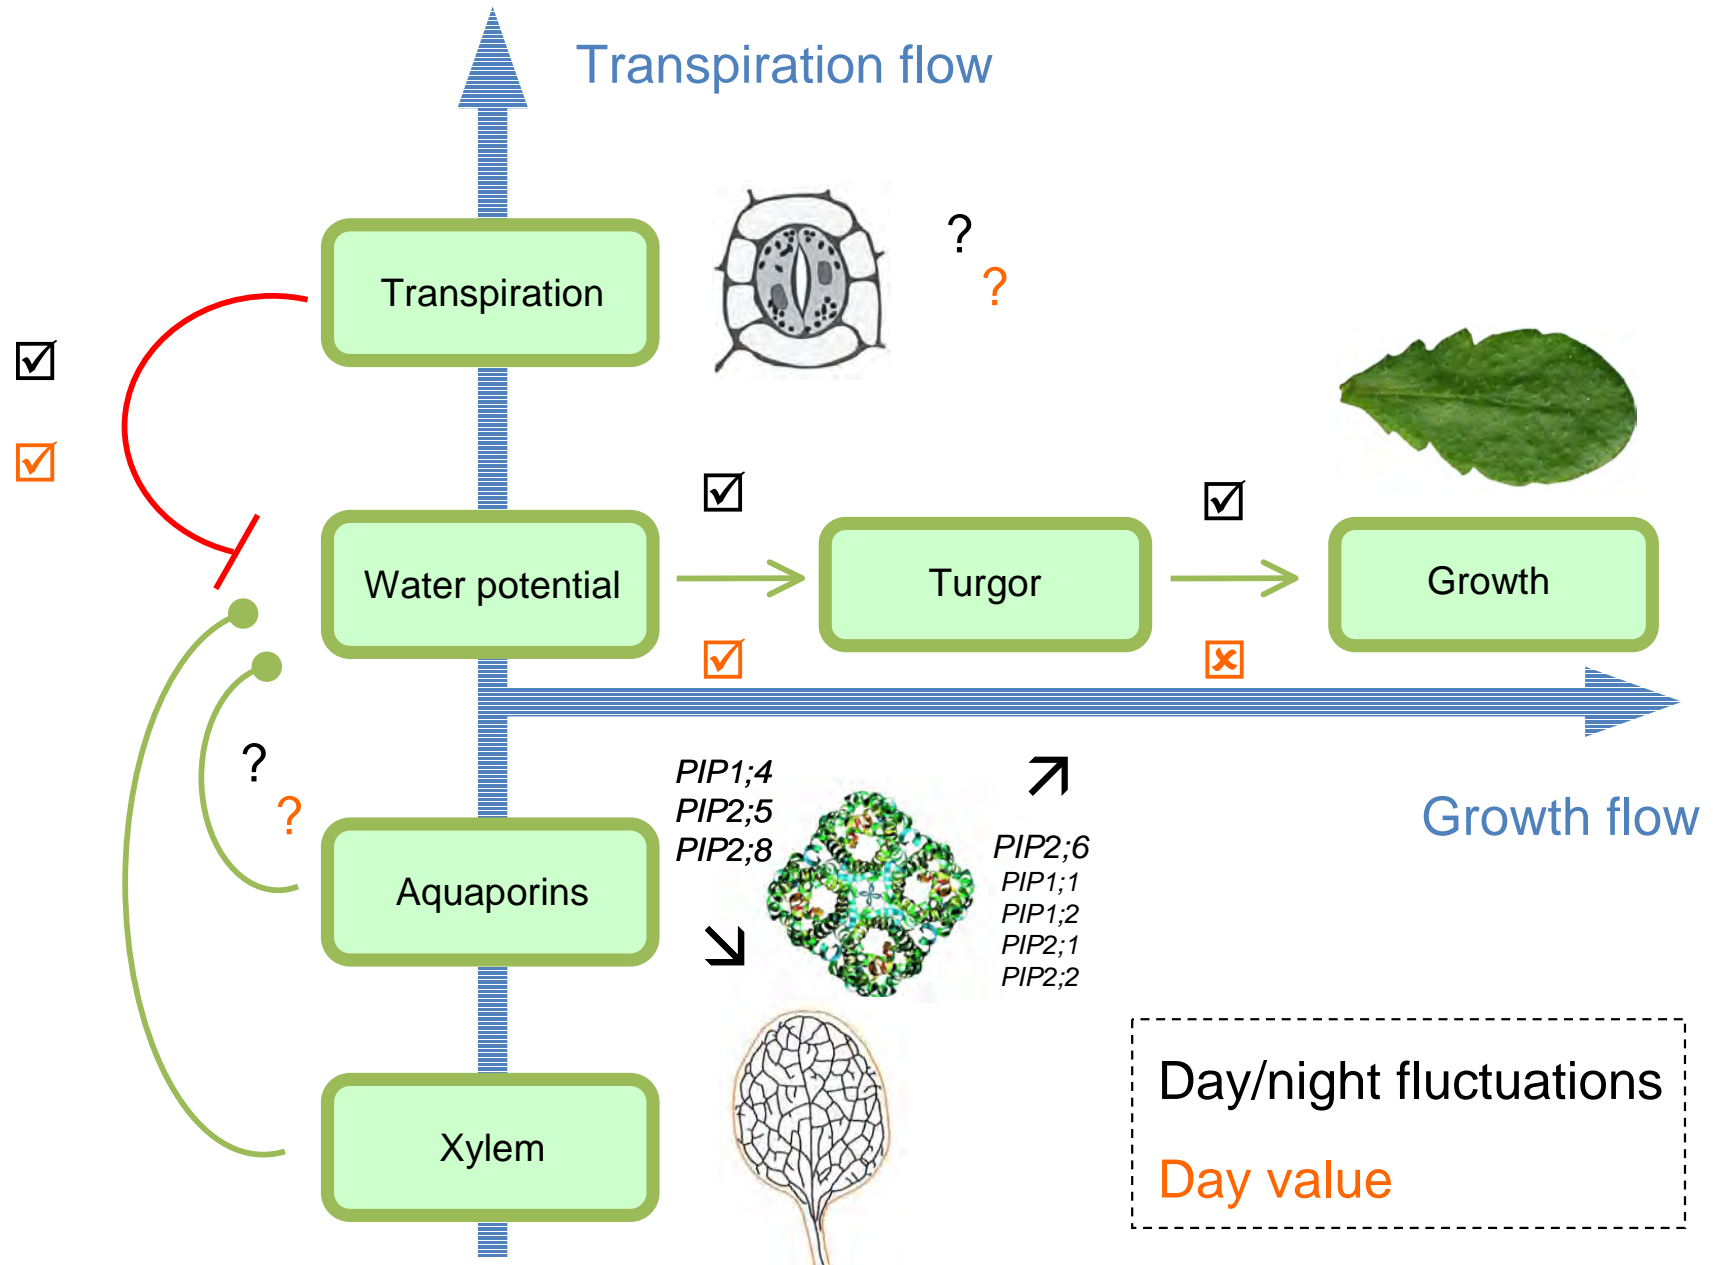 Transpiration flow
?
?
Transpiration
Water potential
Turgor
Growth
?
?
PIP1;4
PIP2;5
PIP2;8
Growth flow
PIP2;6
PIP1;1
PIP1;2
PIP2;1
PIP2;2
Aquaporins
Xylem
Day/night fluctuations
Day value